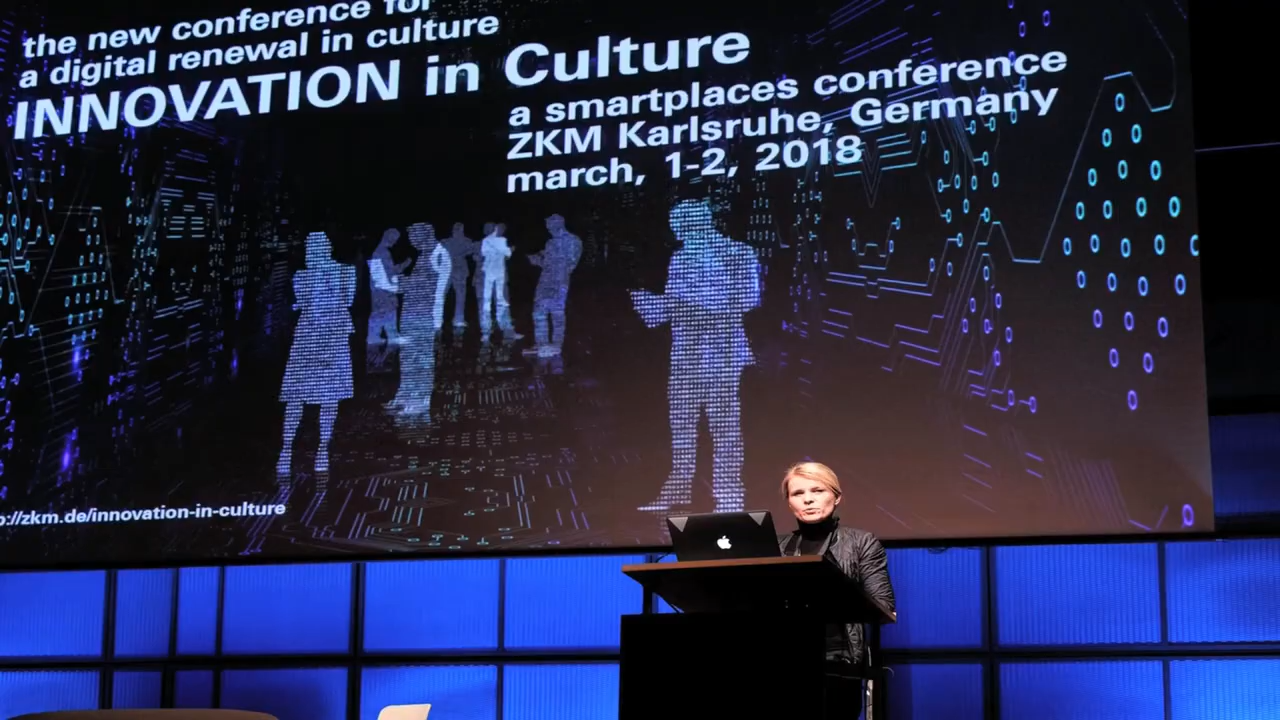 the new conference for
a digital renewal in culture
INNOVATION in Culture
a smartplaces conference
ZKM Karlsruhe, Germany
march, 1-2, 2018
p://zkm.de/innovation-in-culture